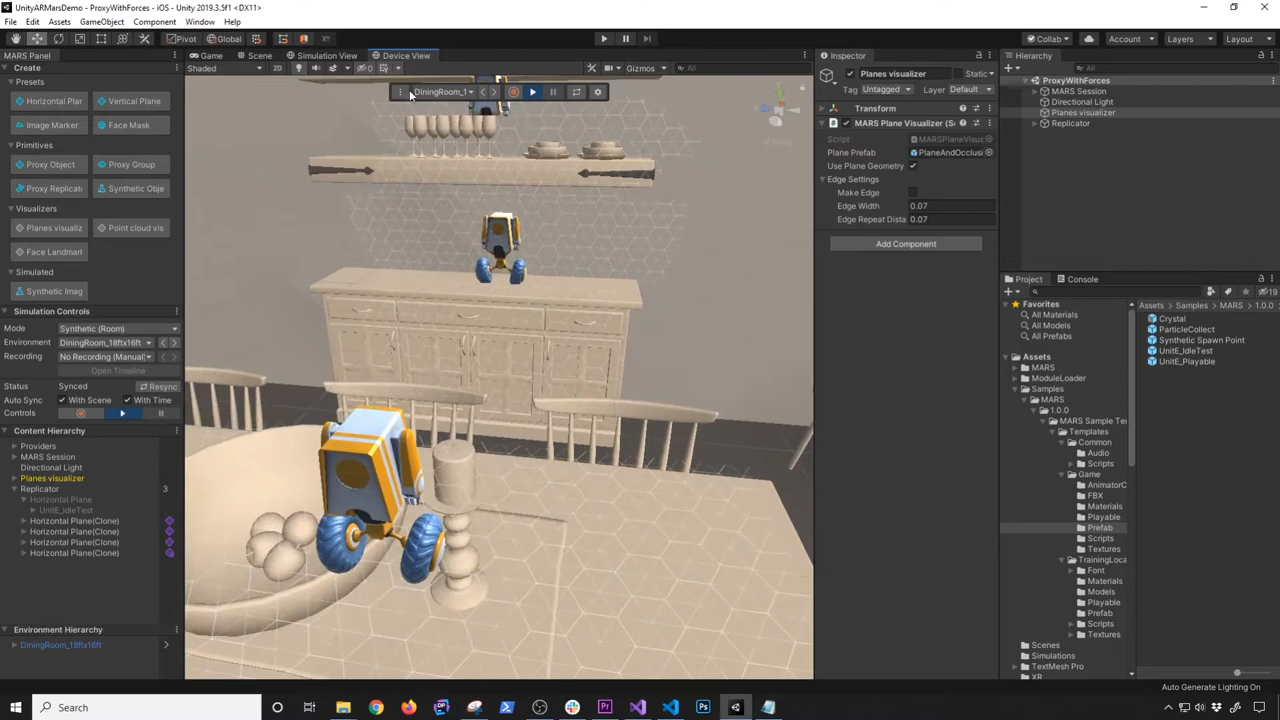 UnityARMarsDemo - ProxyWithForces - iOS - Unity 2019.3.5f1 <DX11>
File Edit Assets GameObject Component Window Help
Pivot Global Collab Account Layers Layout
MARS Panel
Create
Presets
Horizontal Plar Vertical Plane
Image Marker Face Mask
Primitives
Proxy Object Proxy Group
Proxy Replicat Synthetic Obje
Visualizers
Planes visualiz Point cloud vis
Face Landmar
Simulated
Synthetic Imag
Simulation Controls
Mode Synthetic (Room)
Environment DiningRoom_18ftx16ft
Recording No Recording (Manual)
Open Timeline
Status Synced Resync
Auto Sync With Scene With Time
Controls
Content Hierarchy
Providers
MARS Session
Directional Light
Planes visualizer
Replicator 3
Horizontal Plane
UnitE_IdleTest
Horizontal Plane(Clone)
Horizontal Plane(Clone)
Horizontal Plane(Clone)
Horizontal Plane(Clone)
Environment Hierarchy
DiningRoom_18ftx16ft
Game Scene Simulation View Device View
Shaded 2D 0 Gizmos All
DiningRoom_1
Inspector
Planes visualizer Static
Tag Untagged Layer Default
Transform
MARS Plane Visualizer (S
Script MARSPlaneVisua
Plane Prefab PlaneAndOcclusi
Use Plane Geometry
Edge Settings
Make Edge
Edge Width 0.07
Edge Repeat Dista 0.07
Add Component
Hierarchy
All
ProxyWithForces
MARS Session
Directional Light
Planes visualizer
Replicator
Project Console
19
Favorites
All Materials
All Models
All Prefabs
Assets
MARS
ModuleLoader
Samples
MARS
1.0.0
MARS Sample Te
Templates
Common
Audio
Scripts
Game
AnimatorC
FBX
Materials
Playable
Prefab
Scripts
Textures
TrainingLoca
Font
Materials
Models
Playable
Prefab
Scripts
Textures
Scenes
Simulations
TextMesh Pro
XR
Assets > Samples > MARS > 1.0.0
Crystal
ParticleCollect
Synthetic Spawn Point
UnitE_IdleTest
UnitE_Playable
Auto Generate Lighting On
Search